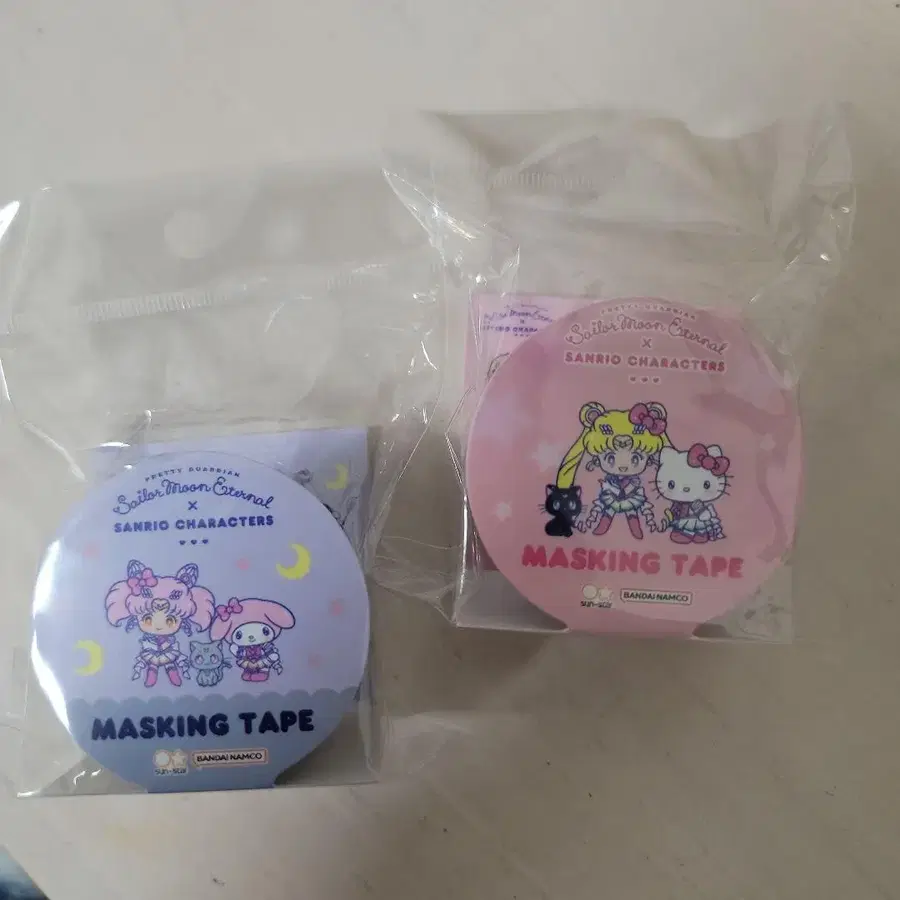 PRETTY GUARDIAN
Sailor Moon Eternal
×
SANRIO CHARACTERS
MASKING TAPE
sun-star
BANDAI NAMCO
PRETTY GUARDIAN
Sailor Moon Eternal
×
SANRIO CHARACTERS
MASKING TAPE
sun-star
BANDAI NAMCO